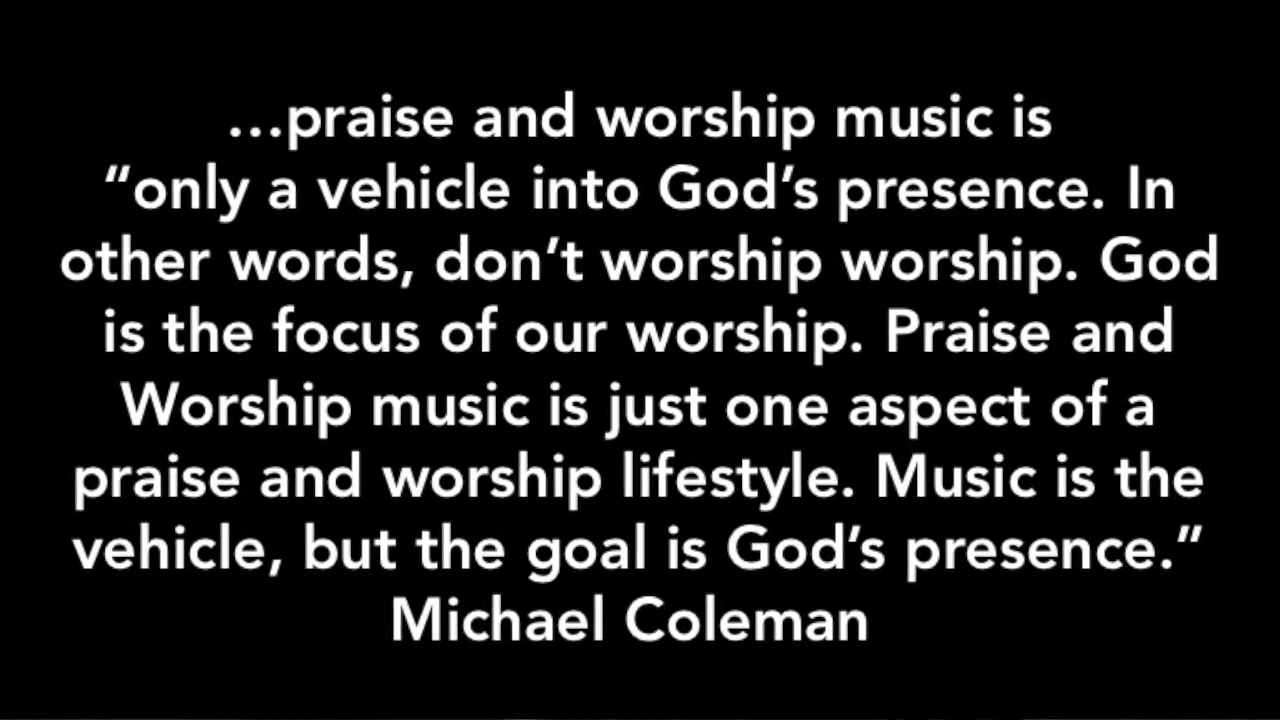 …praise and worship music is
“only a vehicle into God’s presence. In
other words, don’t worship worship. God
is the focus of our worship. Praise and
Worship music is just one aspect of a
praise and worship lifestyle. Music is the
vehicle, but the goal is God’s presence.”
Michael Coleman